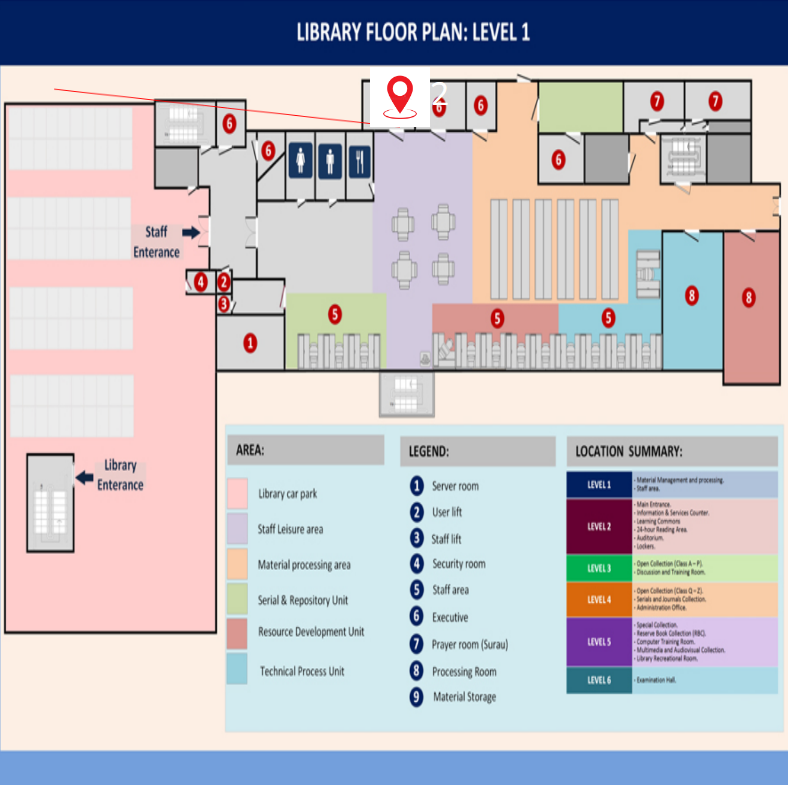 LIBRARY FLOOR PLAN: LEVEL 1
2
6
6
6
7
7
6
6
Staff
Enterance
4
2
3
1
5
5
5
8
8
Library
Enterance
AREA:
Library car park
Staff Leisure area
Material processing area
Serial & Repository Unit
Resource Development Unit
Technical Process Unit
LEGEND:
1 Server room
2 User lift
3 Staff lift
4 Security room
5 Staff area
6 Executive
7 Prayer room (Surau)
8 Processing Room
9 Material Storage
LOCATION SUMMARY:
LEVEL 1
- Material Management and processing.
- Staff area.
LEVEL 2
- Main Entrance.
- Information & Services Counter.
- Learning Commons
- 24-hour Reading Area.
- Auditorium.
- Lockers.
LEVEL 3
- Open Collection (Class A – P).
- Discussion and Training Room.
LEVEL 4
- Open Collection (Class Q – Z).
- Serials and Journals Collection.
- Administration Office.
LEVEL 5
- Special Collection.
- Reserve Book Collection (RBC).
- Computer Training Room.
- Multimedia and Audiovisual Collection.
- Library Recreational Room.
LEVEL 6
- Examination Hall.